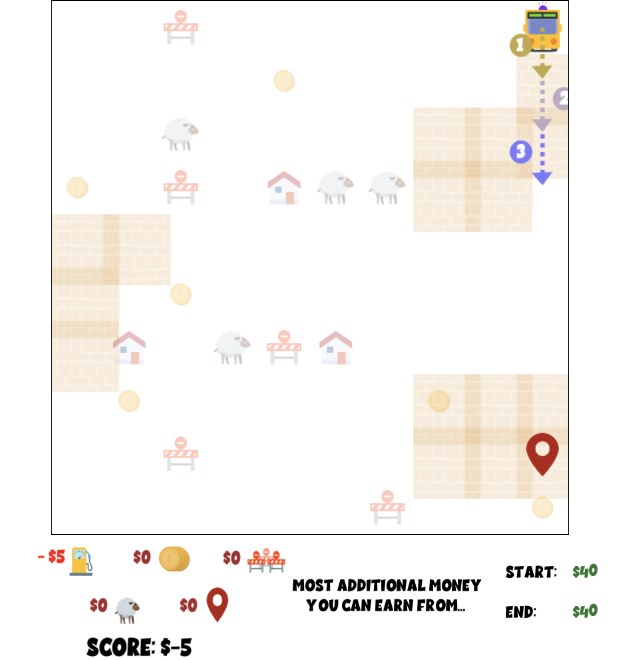 1
2
3
- $5
$0
$0
$0
$0
MOST ADDITIONAL MONEY
YOU CAN EARN FROM...
START: $40
END: $40
SCORE: $-5